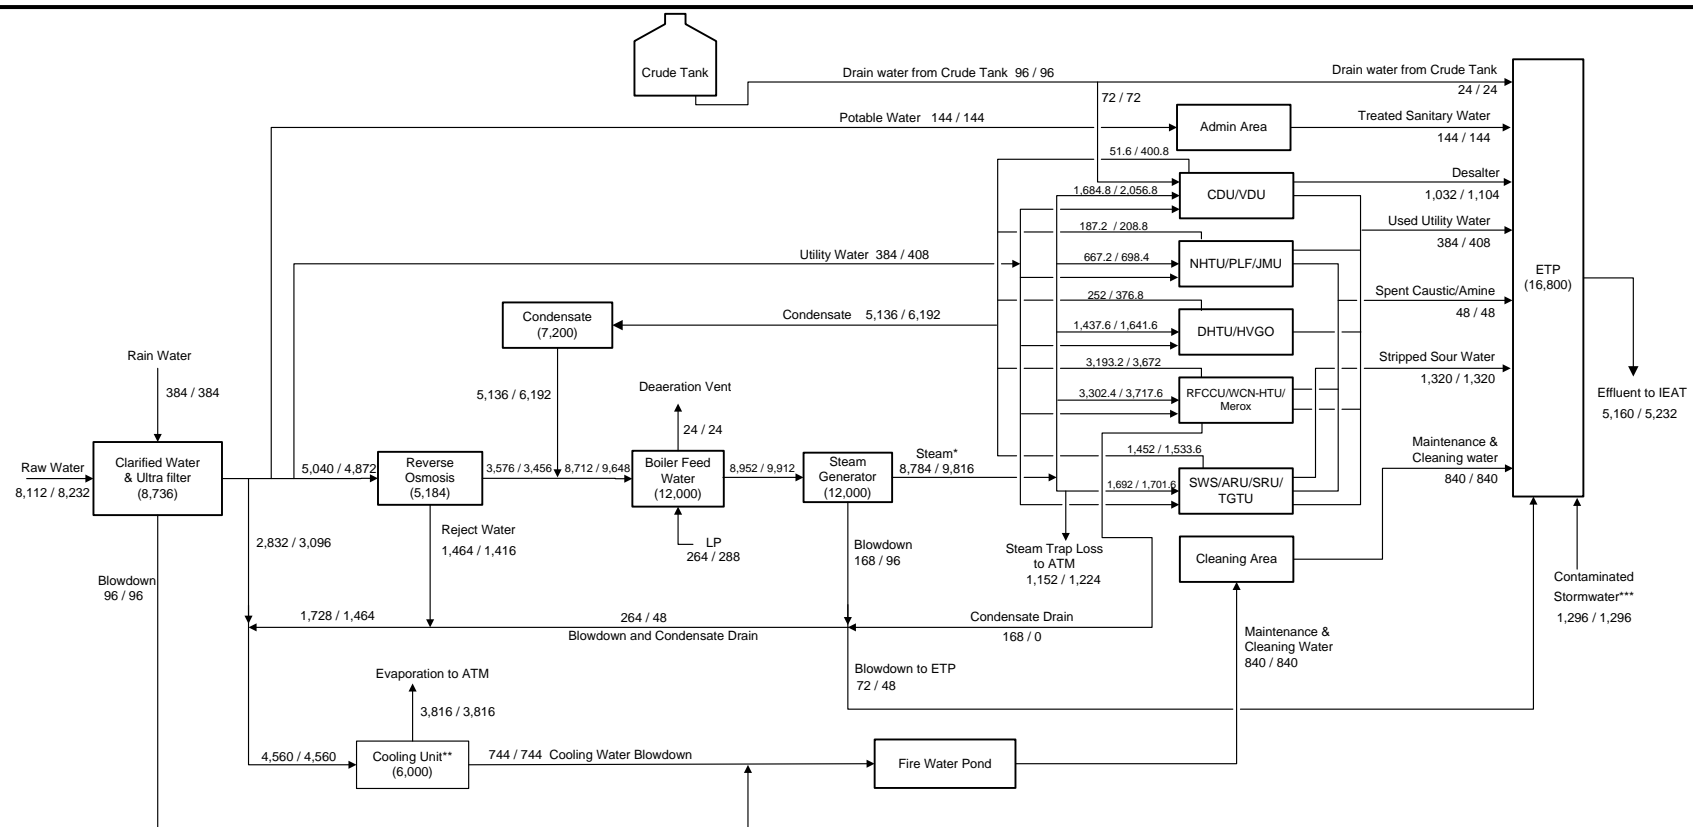 Crude Tank
Drain water from Crude Tank 96 / 96
Drain water from Crude Tank
24 / 24
72 / 72
Potable Water 144 / 144
Admin Area
Treated Sanitary Water
144 / 144
51.6 / 400.8
1,684.8 / 2,056.8
CDU/VDU
Desalter
1,032 / 1,104
187.2 / 208.8
Used Utility Water
384 / 408
Utility Water 384 / 408
667.2 / 698.4
NHTU/PLF/JMU
ETP
(16,800)
252 / 376.8
Spent Caustic/Amine
48 / 48
Condensate
(7,200)
Condensate 5,136 / 6,192
1,437.6 / 1,641.6
DHTU/HVGO
Rain Water
384 / 384
3,193.2 / 3,672
Stripped Sour Water
1,320 / 1,320
Deaeration Vent
24 / 24
5,136 / 6,192
3,302.4 / 3,717.6
RFCCU/WCN-HTU/
Merox
Effluent to IEAT
5,160 / 5,232
Raw Water
8,112 / 8,232
Clarified Water
& Ultra filter
(8,736)
5,040 / 4,872
Reverse
Osmosis
(5,184)
3,576 / 3,456
8,712 / 9,648
Boiler Feed
Water
(12,000)
8,952 / 9,912
Steam
Generator
(12,000)
Steam*
8,784 / 9,816
1,452 / 1,533.6
1,692 / 1,701.6
SWS/ARU/SRU/
TGTU
Maintenance &
Cleaning water
840 / 840
2,832 / 3,096
Reject Water
1,464 / 1,416
LP
264 / 288
Blowdown
168 / 96
Steam Trap Loss
to ATM
1,152 / 1,224
Cleaning Area
Blowdown
96 / 96
Contaminated
Stormwater***
1,296 / 1,296
1,728 / 1,464
264 / 48
Blowdown and Condensate Drain
Condensate Drain
168 / 0
Maintenance &
Cleaning Water
840 / 840
Evaporation to ATM
3,816 / 3,816
Blowdown to ETP
72 / 48
4,560 / 4,560
Cooling Unit**
(6,000)
744 / 744 Cooling Water Blowdown
Fire Water Pond